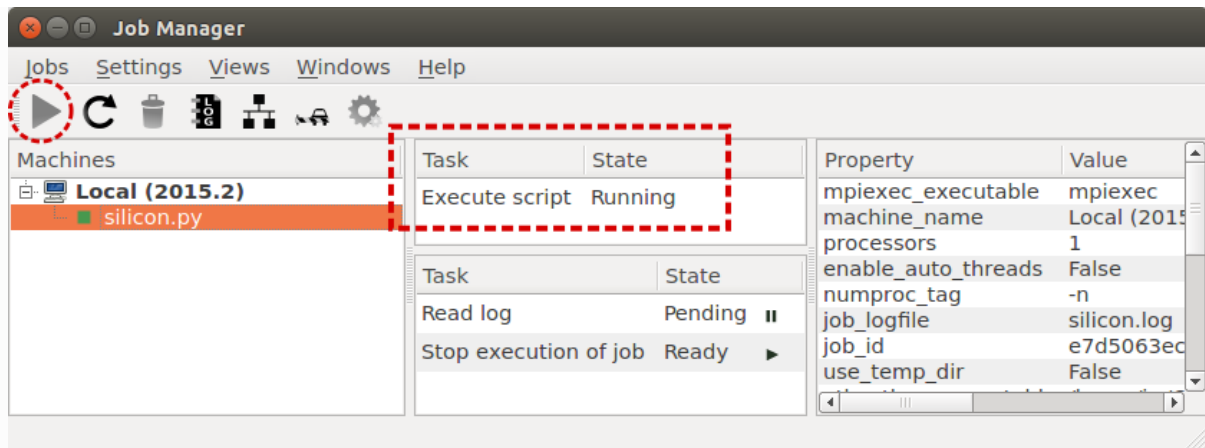 Job Manager
Jobs Settings Views Windows Help
LOG
Machines
Local (2015.2)
silicon.py
Task State
Execute script Running
Task State
Read log Pending
Stop execution of job Ready
Property Value
mpiexec_executable mpiexec
machine_name Local (2015
processors 1
enable_auto_threads False
numproc_tag -n
job_logfile silicon.log
job_id e7d5063ec
use_temp_dir False